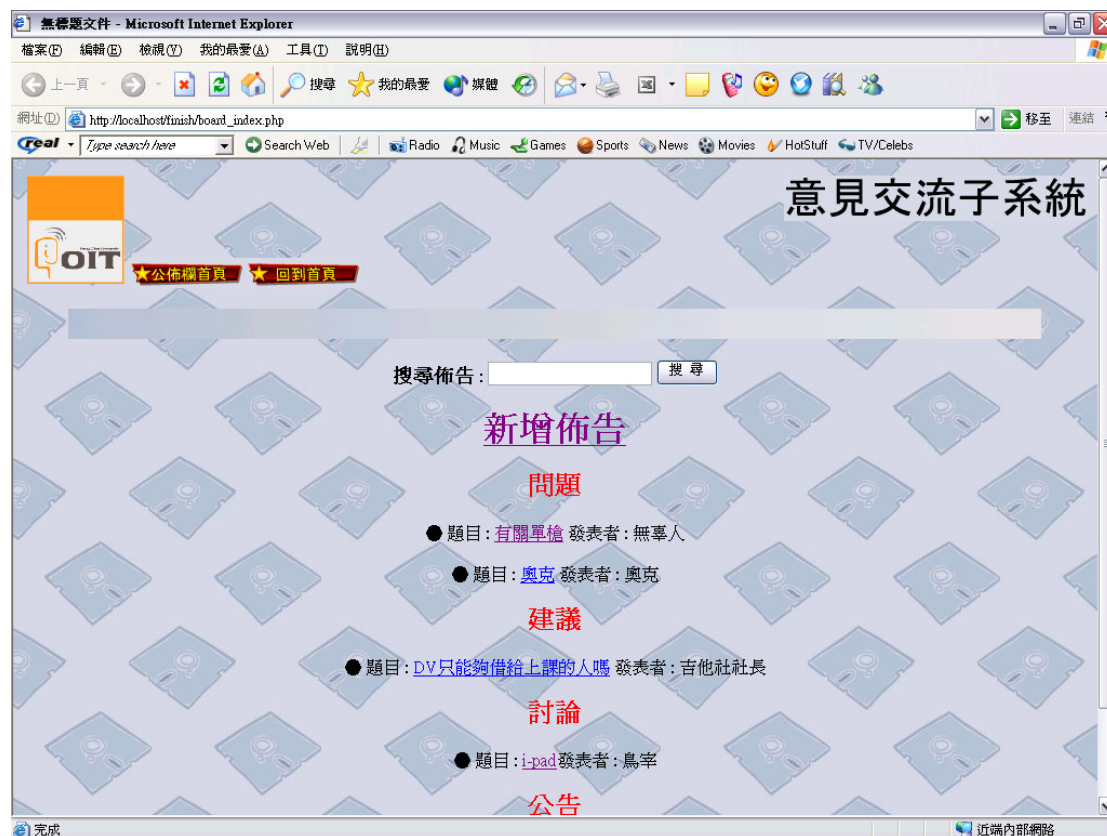 無標題文件 - Microsoft Internet Explorer
檔案(F) 編輯(E) 檢視(V) 我的最愛(A) 工具(T) 說明(H)
上一頁 搜尋 我的最愛 媒體
網址(D) http://localhost/finish/board_index.php 移至 連結
real Type search here Search Web Radio Music Games Sports News Movies HotStuff TV/Celebs
意見交流子系統
OIT
公佈欄首頁 回到首頁
搜尋佈告: 搜 尋
新增佈告
問題
●題目:有關單槍 發表者:無辜人
●題目:奧克 發表者:奧克
建議
●題目:DV只能夠借給上課的人嗎 發表者:吉他社社長
討論
●題目:i-pad發表者:鳥宰
公告
完成 近端內部網路